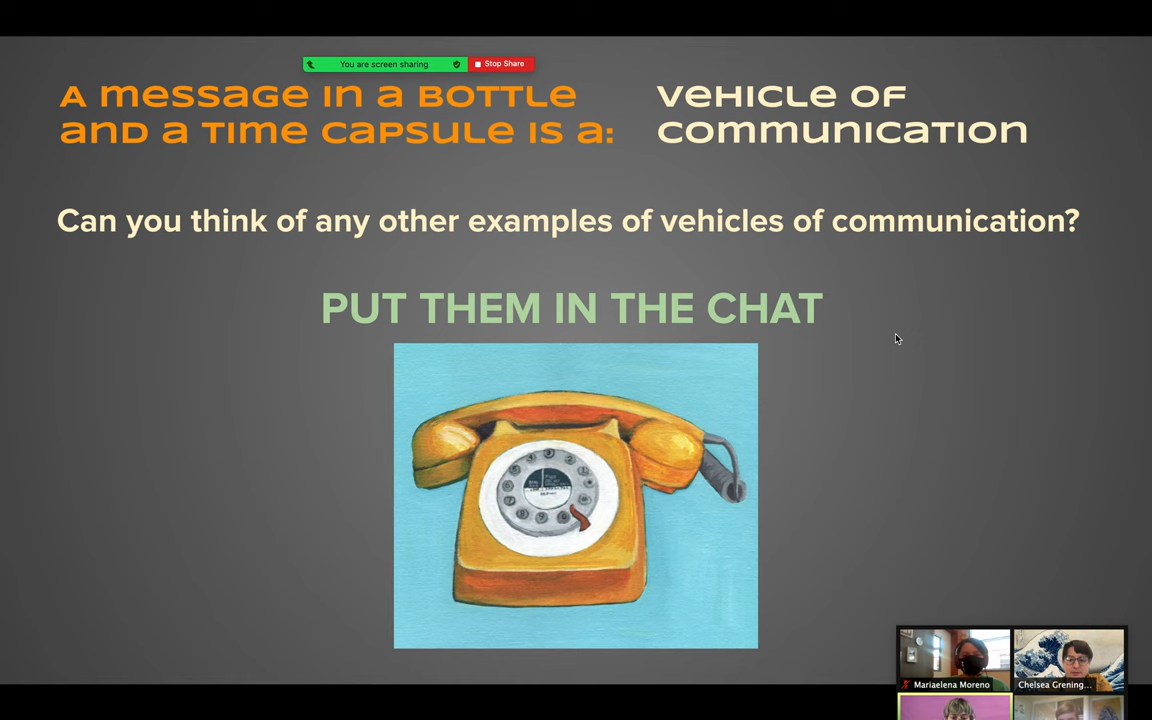 You are screen sharing
Stop Share
A message in a bottle
and a time capsule is a:
vehicle of
communication
Can you think of any other examples of vehicles of communication?
PUT THEM IN THE CHAT
Mariaelena Moreno
Chelsea Grening...